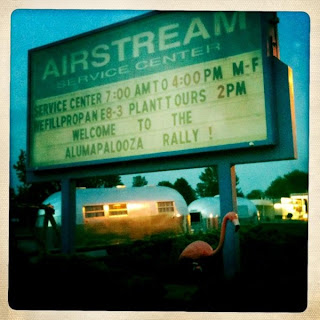 AIRSTREAM
SERVICE CENTER
SERVICE CENTER 7:00 AM TO 4:00 PM M-F
REFILL PROPANE 8-3 PLANT TOURS 2PM
WELCOME TO THE
ALUMAPALOOZA RALLY !